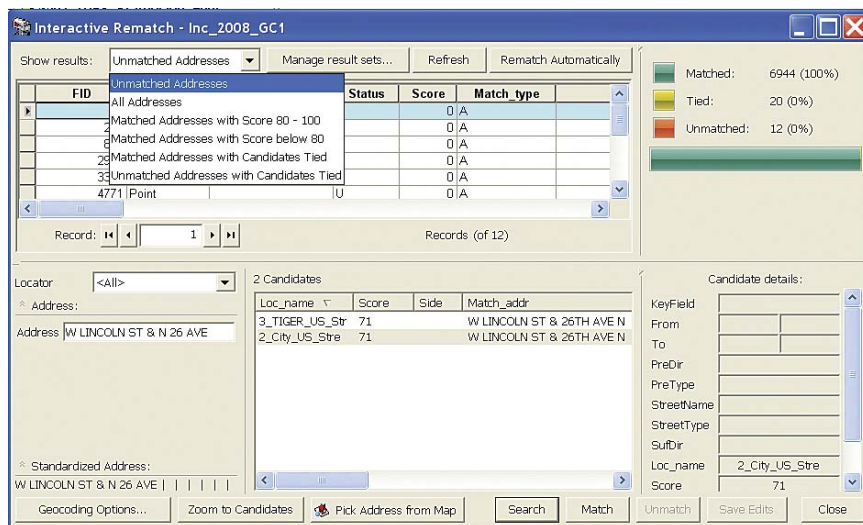 Interactive Rematch - Inc_2008_GC1
Show results: Unmatched Addresses Manage result sets... Refresh Rematch Automatically
Unmatched Addresses
All Addresses
Matched Addresses with Score 80 - 100
Matched Addresses with Score below 80
Matched Addresses with Candidates Tied
Unmatched Addresses with Candidates Tied
FID Status Score Match_type
0 A
2 0 A
8 0 A
29 0 A
33 0 A
4771 Point U 0 A
Record: 1 Records (of 12)
Matched: 6944 (100%)
Tied: 20 (0%)
Unmatched: 12 (0%)
Locator <All>
Address:
Address W LINCOLN ST & N 26 AVE
Standardized Address:
W LINCOLN ST & N 26 AVE | | | | | |
2 Candidates
Loc_name Score Side Match_addr
3_TIGER_US_Str 71 W LINCOLN ST & 26TH AVE N
2_City_US_Stre 71 W LINCOLN ST & 26TH AVE N
Candidate details:
KeyField
From
To
PreDir
PreType
StreetName
StreetType
SufDir
Loc_name 2_City_US_Stre
Score 71
Geocoding Options... Zoom to Candidates Pick Address from Map Search Match Unmatch Save Edits Close